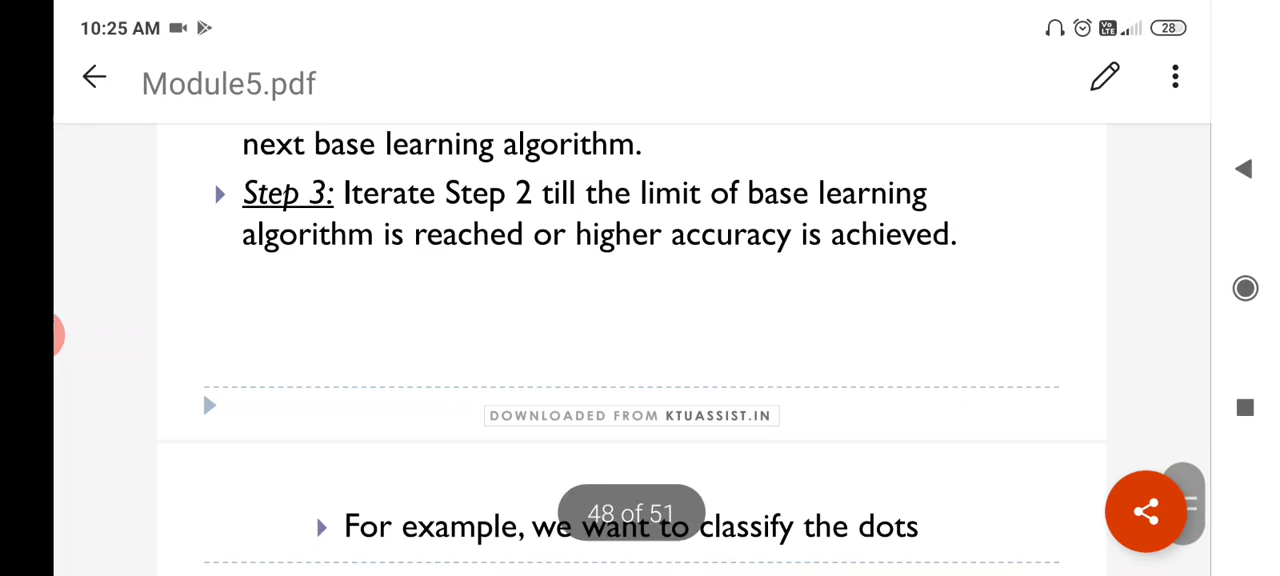 10:25 AM
Vo LTE 28
Module5.pdf
next base learning algorithm.
Step 3: Iterate Step 2 till the limit of base learning
algorithm is reached or higher accuracy is achieved.
DOWNLOADED FROM KTUASSIST.IN
48 of 51
For example, we want to classify the dots